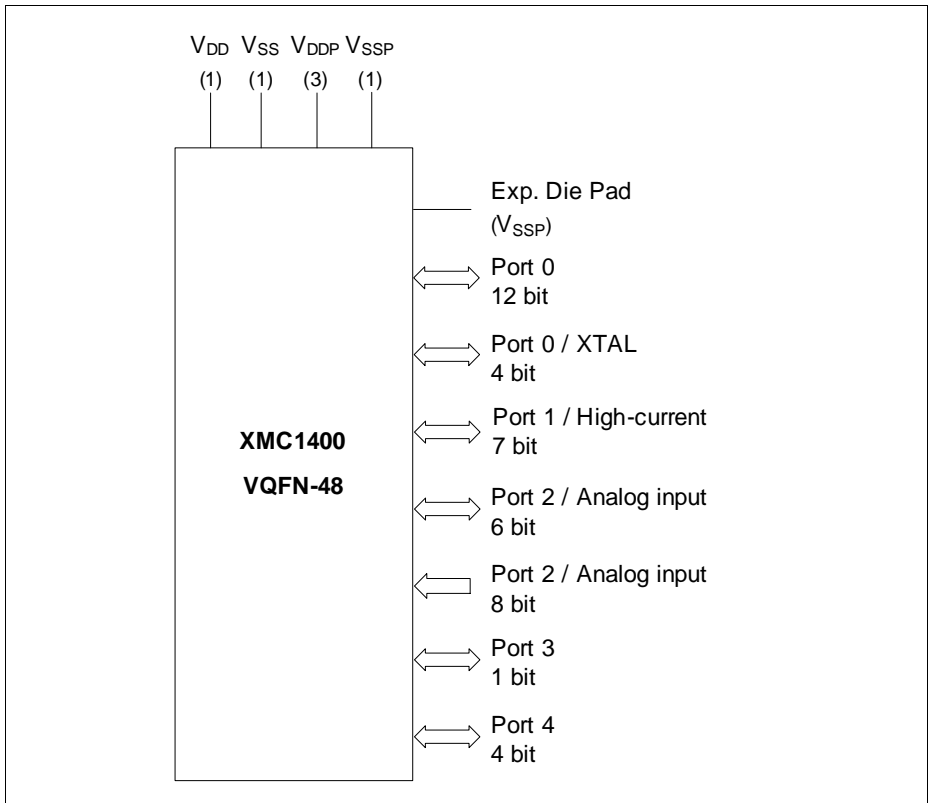 VDD VSS VDDP VSSP
(1) (1) (3) (1)
Exp. Die Pad
(VSSP)
Port 0
12 bit
Port 0 / XTAL
4 bit
Port 1 / High-current
7 bit
XMC1400
VQFN-48
Port 2 / Analog input
6 bit
Port 2 / Analog input
8 bit
Port 3
1 bit
Port 4
4 bit